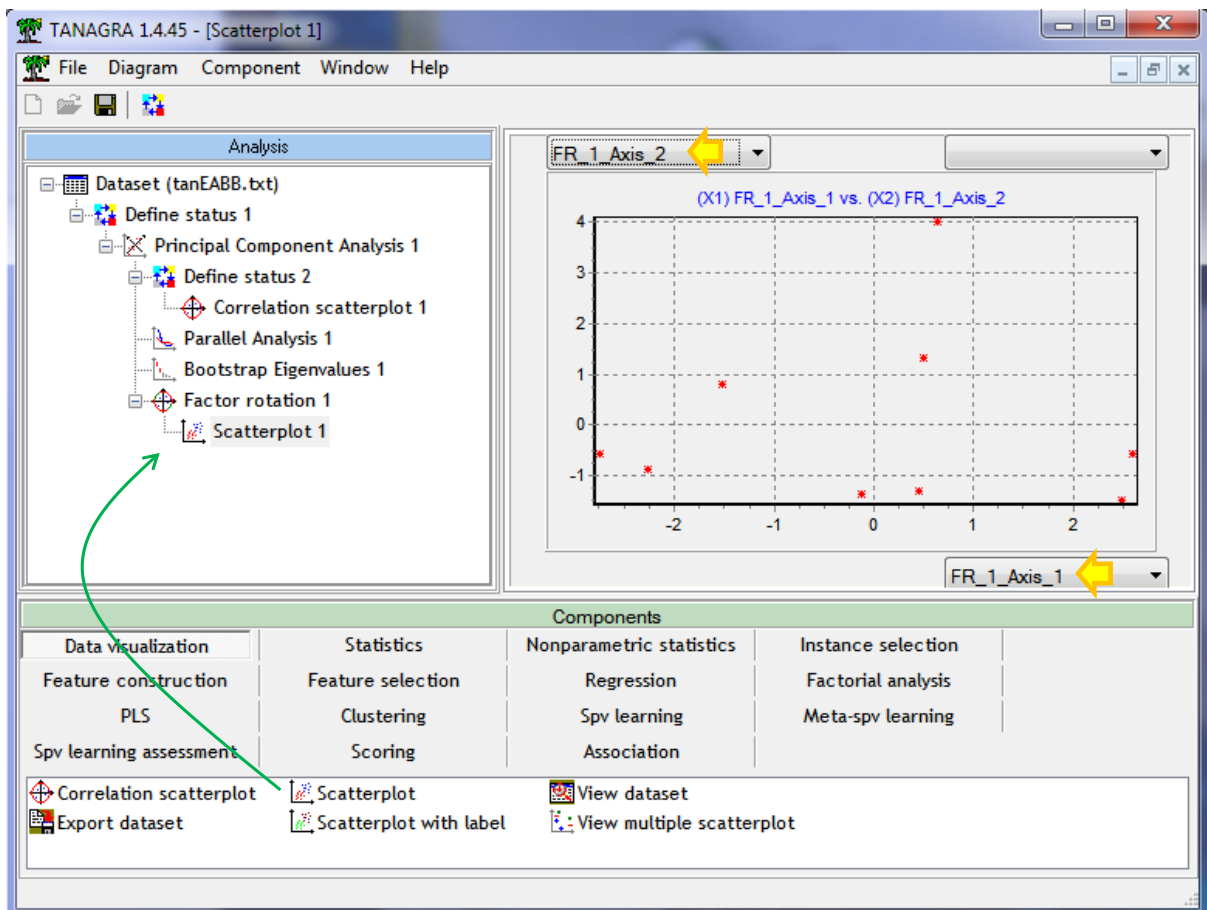 TANAGRA 1.4.45 - [Scatterplot 1]
File Diagram Component Window Help
Analysis
Dataset (tanEABB.txt)
Define status 1
Principal Component Analysis 1
Define status 2
Correlation scatterplot 1
Parallel Analysis 1
Bootstrap Eigenvalues 1
Factor rotation 1
Scatterplot 1
FR_1_Axis_2
(X1) FR_1_Axis_1 vs. (X2) FR_1_Axis_2
4
3
2
1
0
-1
-2 -1 0 1 2
FR_1_Axis_1
Components
Data visualization Statistics Nonparametric statistics Instance selection
Feature construction Feature selection Regression Factorial analysis
PLS Clustering Spv learning Meta-spv learning
Spv learning assessment Scoring Association
Correlation scatterplot Scatterplot View dataset
Export dataset Scatterplot with label View multiple scatterplot